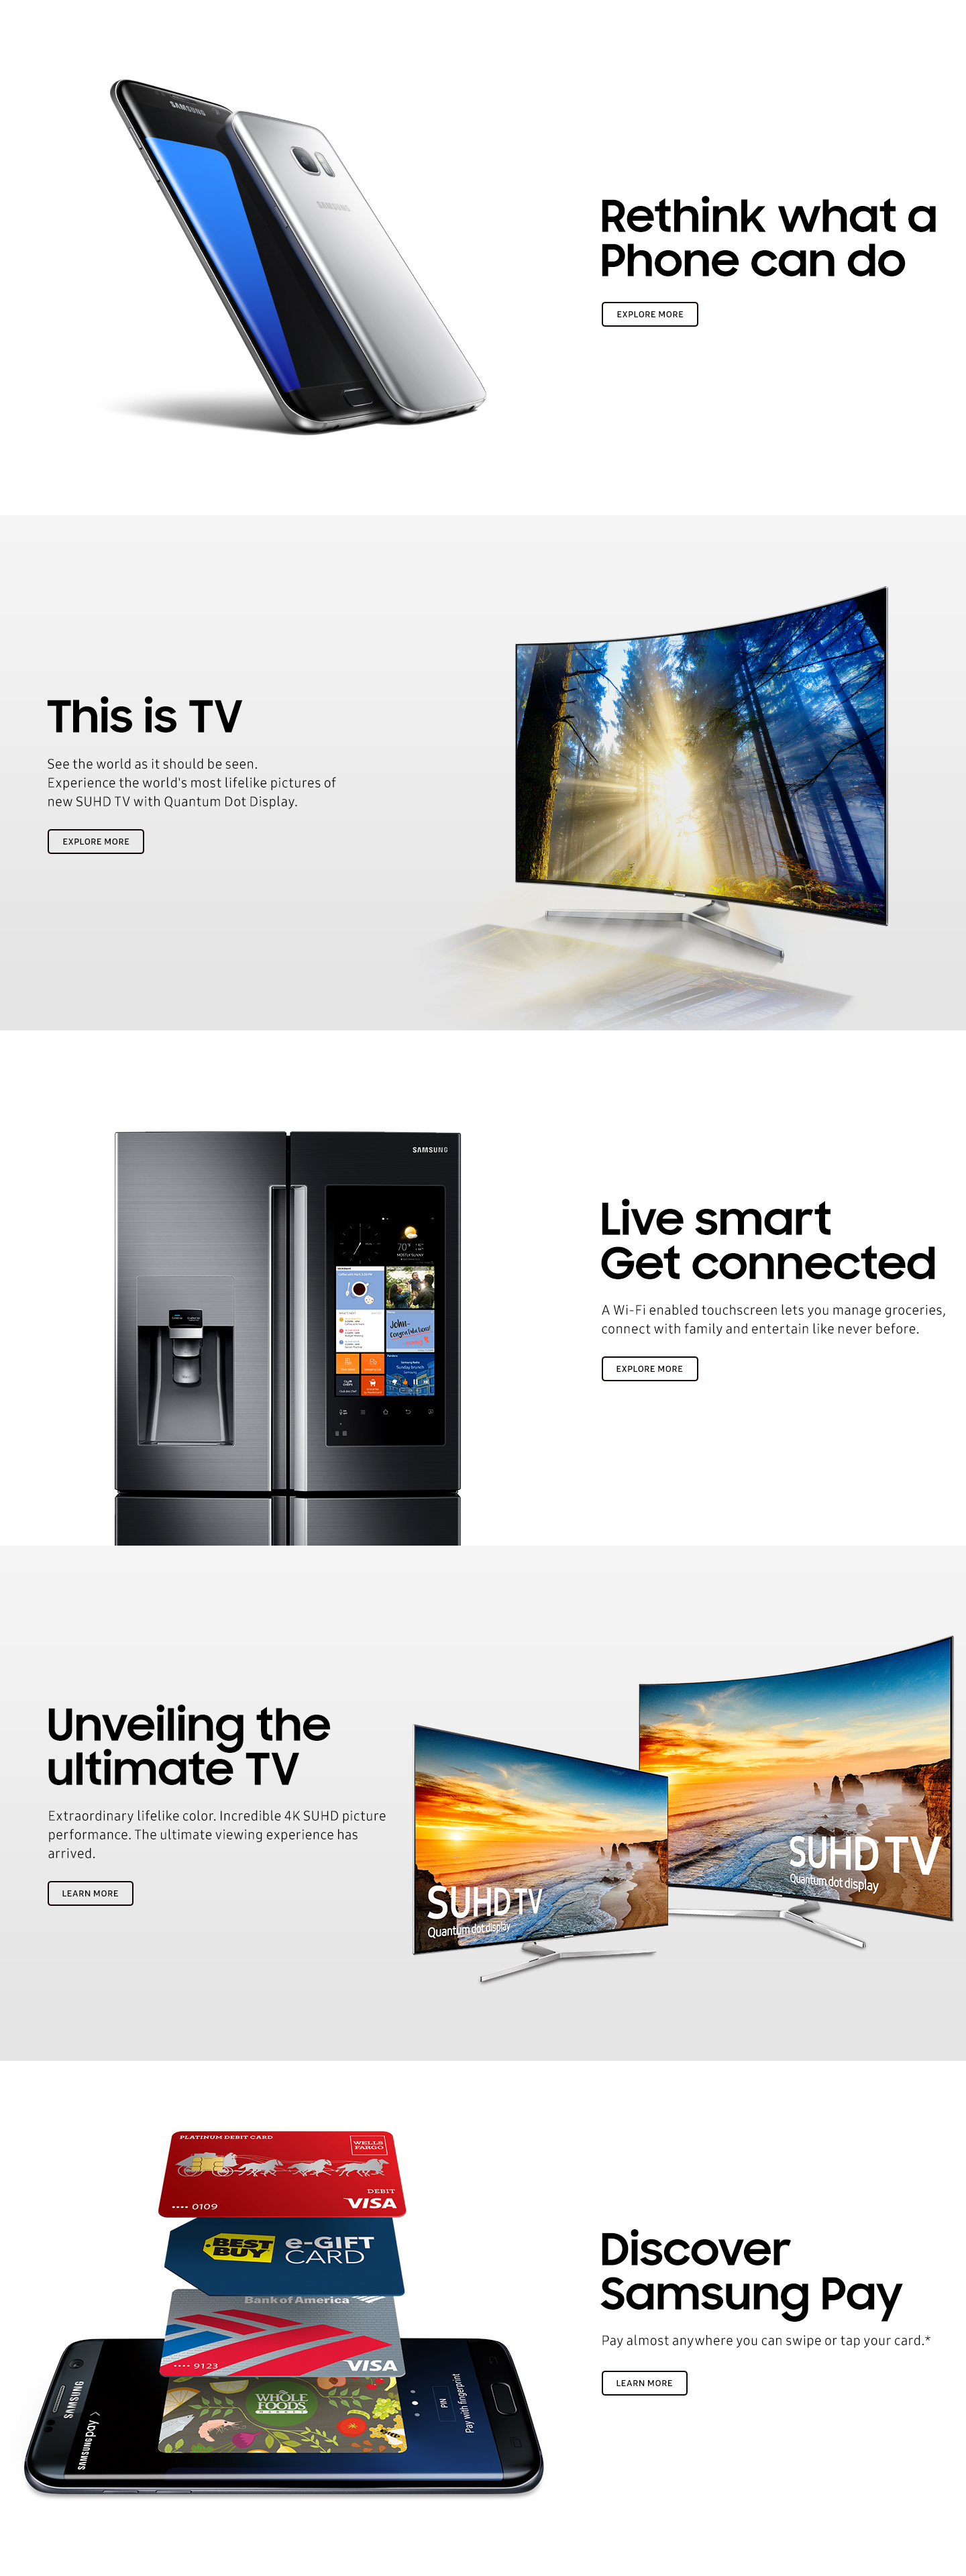 SAMSUNG
SAMSUNG
Rethink what a
Phone can do
EXPLORE MORE
This is TV
See the world as it should be seen.
Experience the world's most lifelike pictures of
new SUHD TV with Quantum Dot Display.
EXPLORE MORE
SAMSUNG
70°
MOSTLY SUNNY
John-
Congratulation!
Sunday brunch
Live smart
Get connected
A Wi-Fi enabled touchscreen lets you manage groceries,
connect with family and entertain like never before.
EXPLORE MORE
Unveiling the
ultimate TV
Extraordinary lifelike color. Incredible 4K SUHD picture
performance. The ultimate viewing experience has
arrived.
LEARN MORE
SUHD TV
Quantum dot display
SUHD TV
Quantum dot display
PLATINUM DEBIT CARD
WELLS
FARGO
DEBIT
•••• 0109
VISA
BEST
BUY
e-GIFT
CARD
Bank of America
•••• 9123
VISA
WHOLE
FOODS
MARKET
SAMSUNG
SAMSUNG pay
PIN
Pay with fingerprint
Discover
Samsung Pay
Pay almost anywhere you can swipe or tap your card.*
LEARN MORE